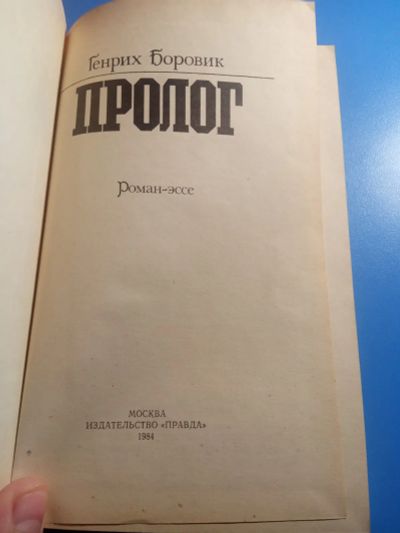 Генрих Боровик
ПРОЛОГ
Роман-эссе
МОСКВА
ИЗДАТЕЛЬСТВО «ПРАВДА»
1984